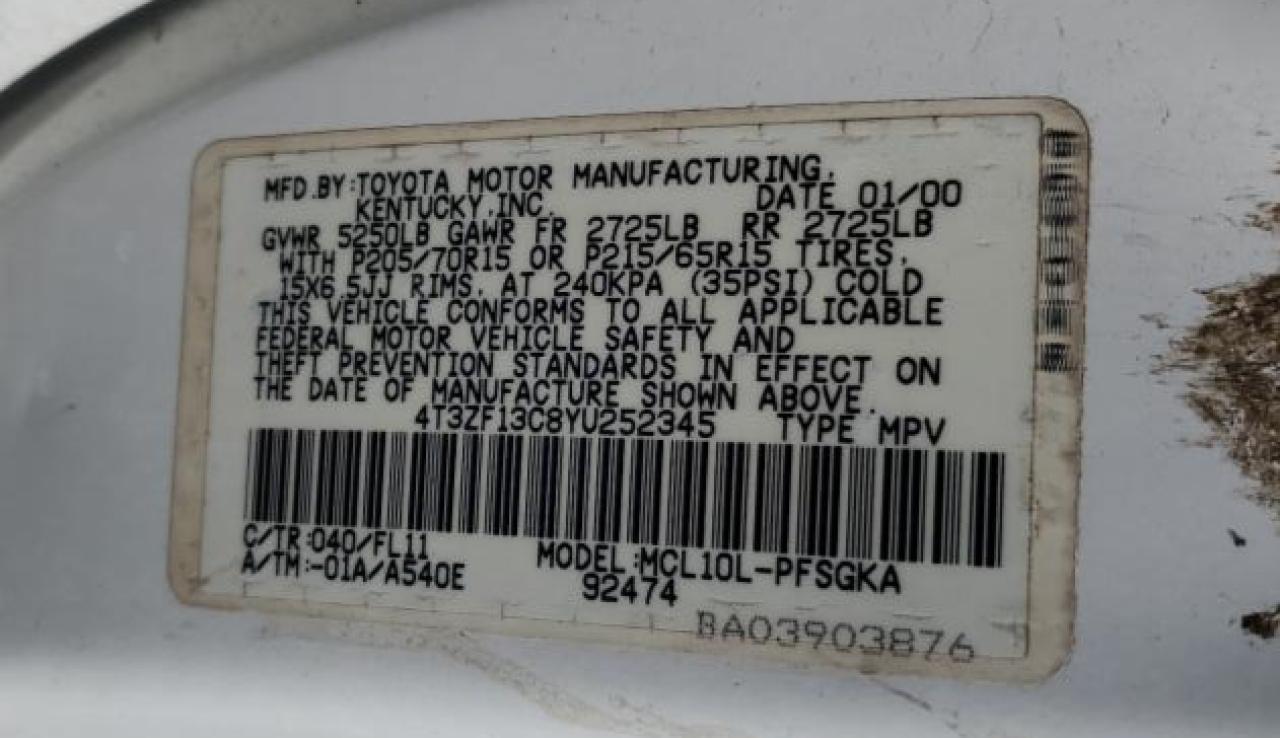 MFD.BY:TOYOTA MOTOR MANUFACTURING,
KENTUCKY,INC. DATE 01/00
GVWR 5250LB GAWR FR 2725LB RR 2725LB
WITH P205/70R15 OR P215/65R15 TIRES,
15X6.5JJ RIMS, AT 240KPA (35PSI) COLD
THIS VEHICLE CONFORMS TO ALL APPLICABLE
FEDERAL MOTOR VEHICLE SAFETY AND
THEFT PREVENTION STANDARDS IN EFFECT ON
THE DATE OF MANUFACTURE SHOWN ABOVE.
4T3ZF13C8YU252345 TYPE MPV
C/TR:040/FL11
A/TM:-01A/A540E
MODEL:MCL10L-PFSGKA
92474
BA03903876